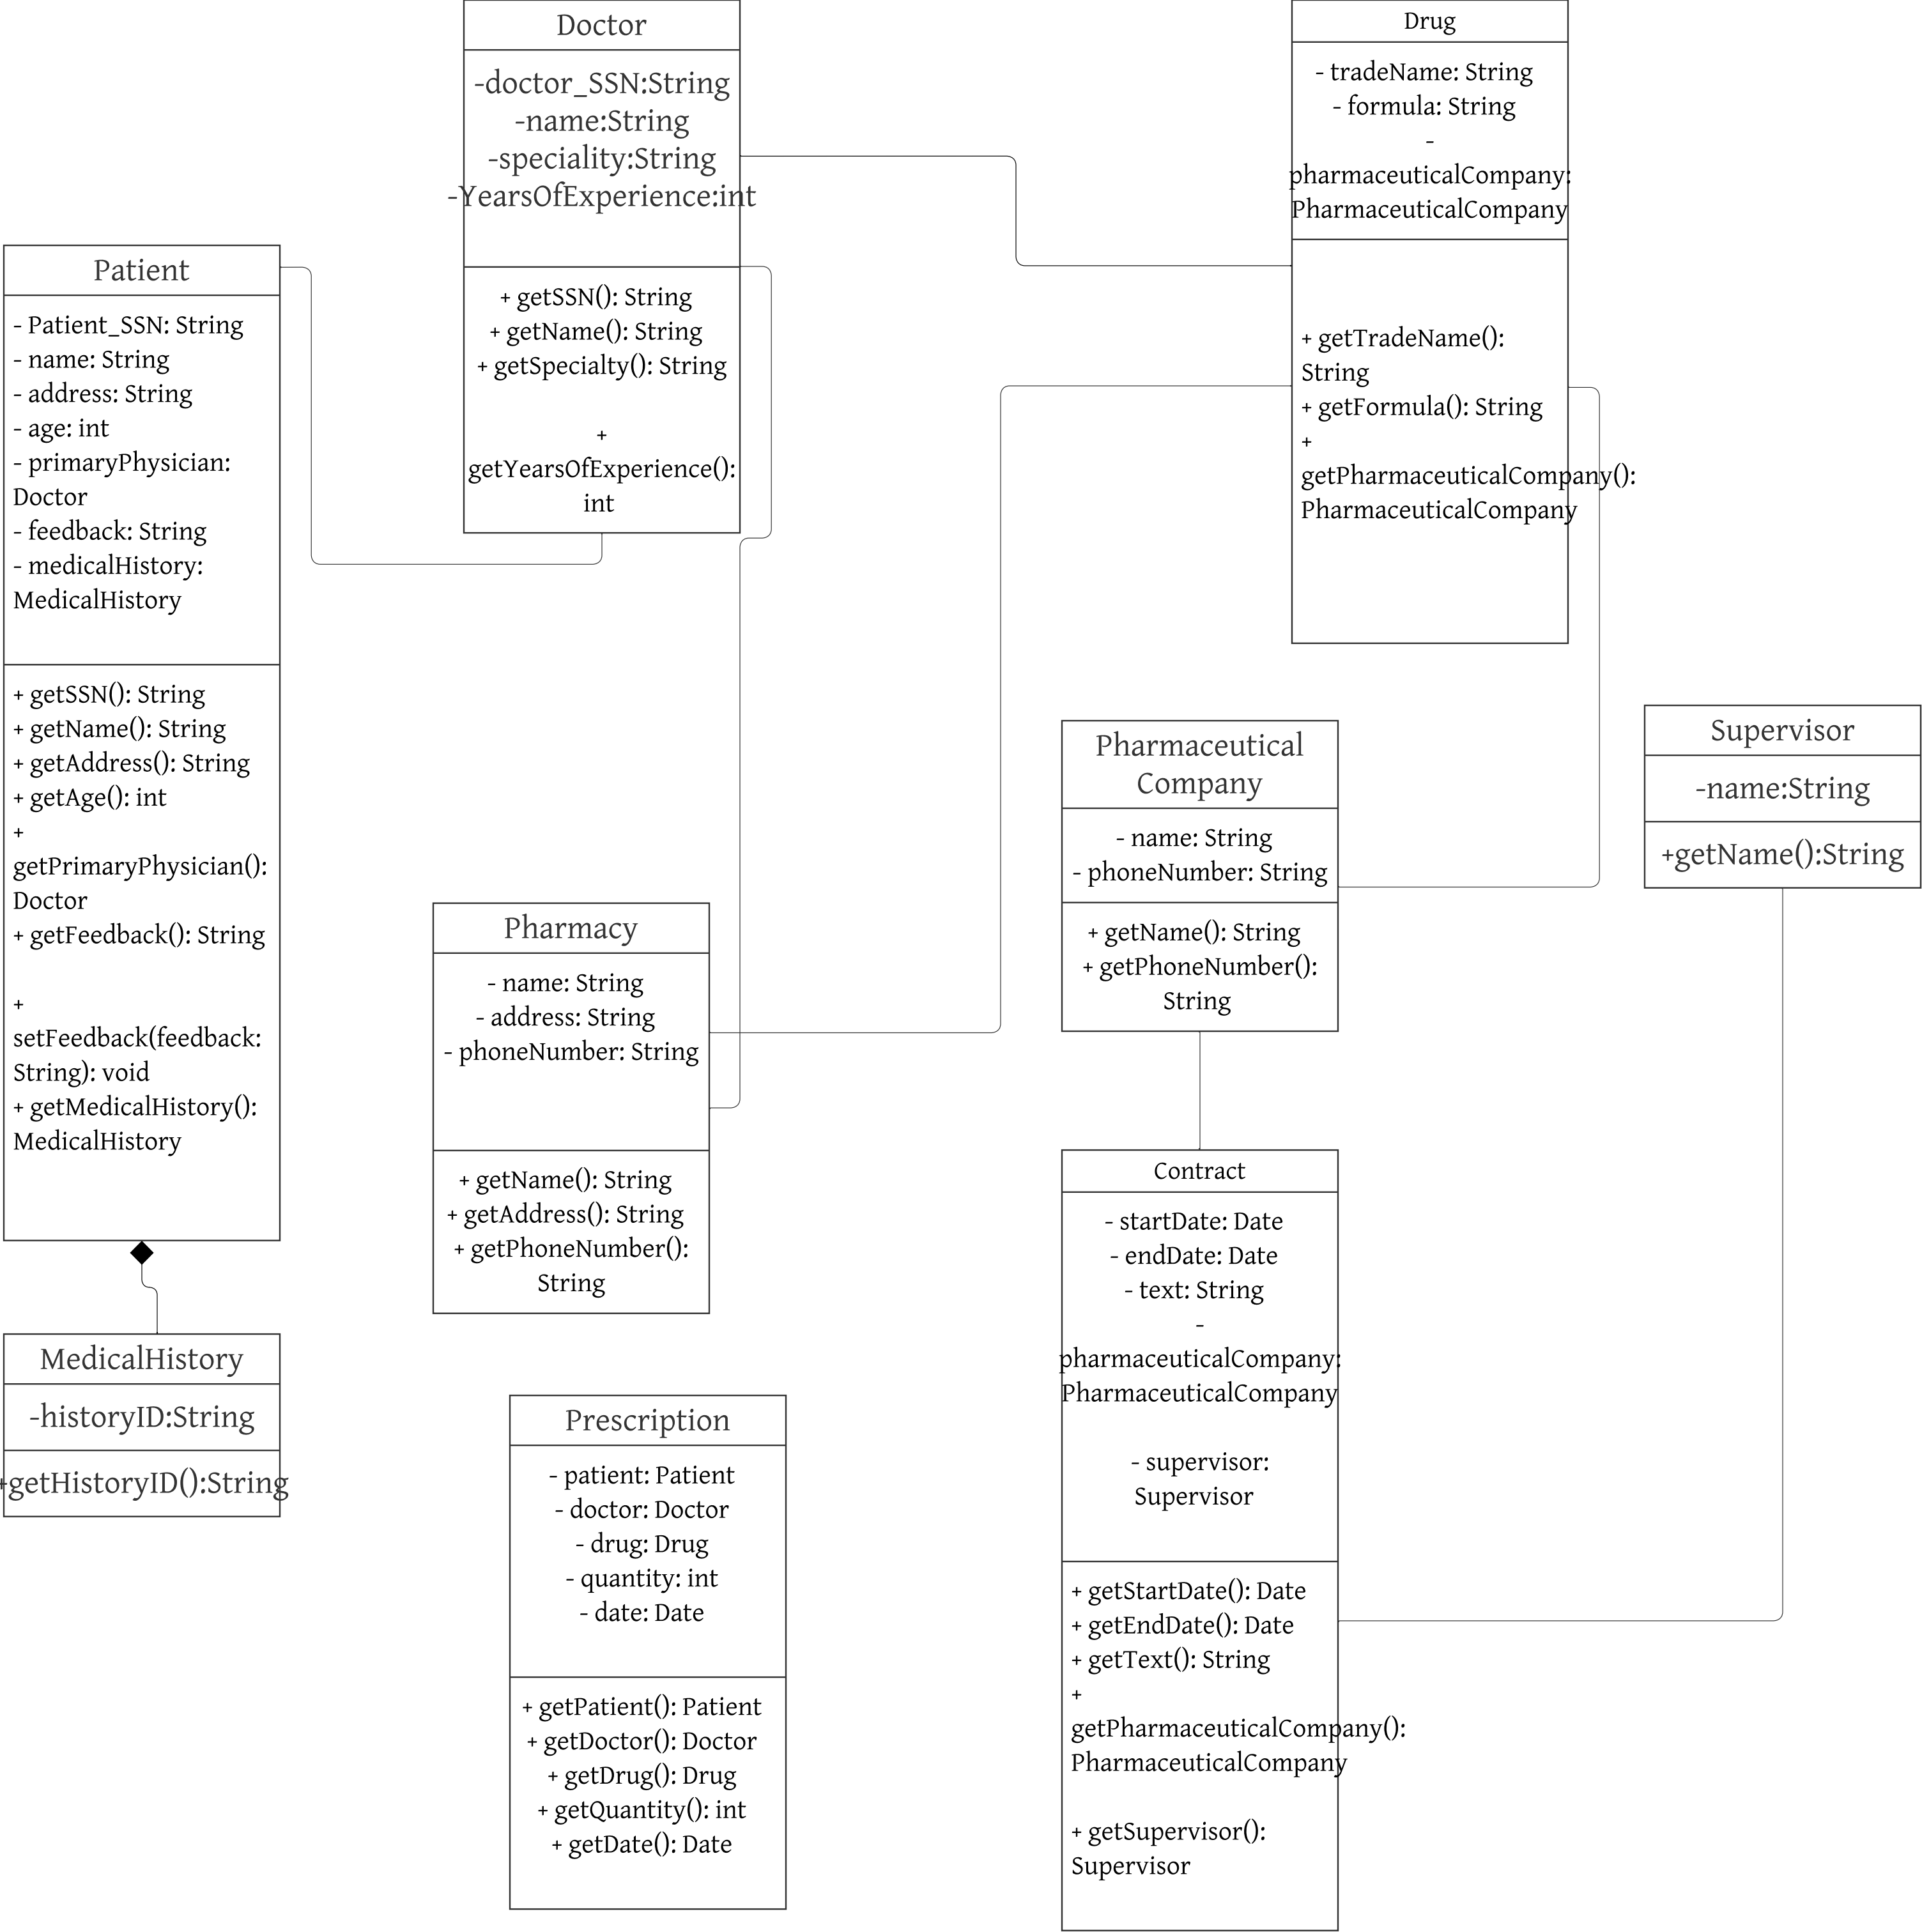 Doctor
-doctor_SSN:String
-name:String
-speciality:String
-YearsOfExperience:int
+ getSSN(): String
+ getName(): String
+ getSpecialty(): String
+
getYearsOfExperience():
int
Drug
- tradeName: String
- formula: String
-
pharmaceuticalCompany:
PharmaceuticalCompany
+ getTradeName():
String
+ getFormula(): String
+
getPharmaceuticalCompany():
PharmaceuticalCompany
Patient
- Patient_SSN: String
- name: String
- address: String
- age: int
- primaryPhysician:
Doctor
- feedback: String
- medicalHistory:
MedicalHistory
+ getSSN(): String
+ getName(): String
+ getAddress(): String
+ getAge(): int
+
getPrimaryPhysician():
Doctor
+ getFeedback(): String
+
setFeedback(feedback:
String): void
+ getMedicalHistory():
MedicalHistory
Pharmaceutical
Company
- name: String
- phoneNumber: String
+ getName(): String
+ getPhoneNumber():
String
Supervisor
-name:String
+getName():String
Pharmacy
- name: String
- address: String
- phoneNumber: String
+ getName(): String
+ getAddress(): String
+ getPhoneNumber():
String
Contract
- startDate: Date
- endDate: Date
- text: String
-
pharmaceuticalCompany:
PharmaceuticalCompany
- supervisor:
Supervisor
+ getStartDate(): Date
+ getEndDate(): Date
+ getText(): String
+
getPharmaceuticalCompany():
PharmaceuticalCompany
+ getSupervisor():
Supervisor
MedicalHistory
-historyID:String
+getHistoryID():String
Prescription
- patient: Patient
- doctor: Doctor
- drug: Drug
- quantity: int
- date: Date
+ getPatient(): Patient
+ getDoctor(): Doctor
+ getDrug(): Drug
+ getQuantity(): int
+ getDate(): Date